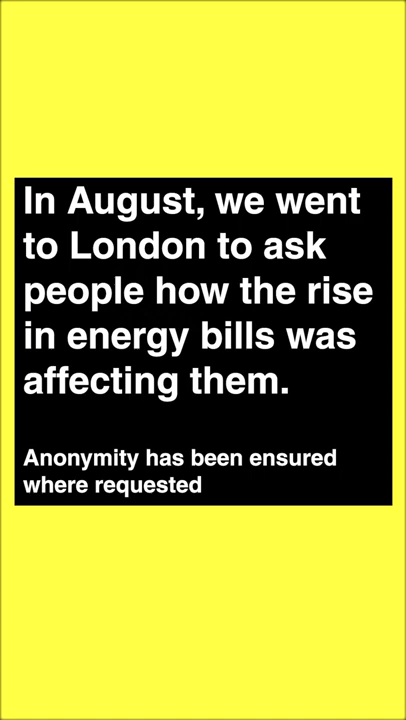 In August, we went
to London to ask
people how the rise
in energy bills was
affecting them.
Anonymity has been ensured
where requested